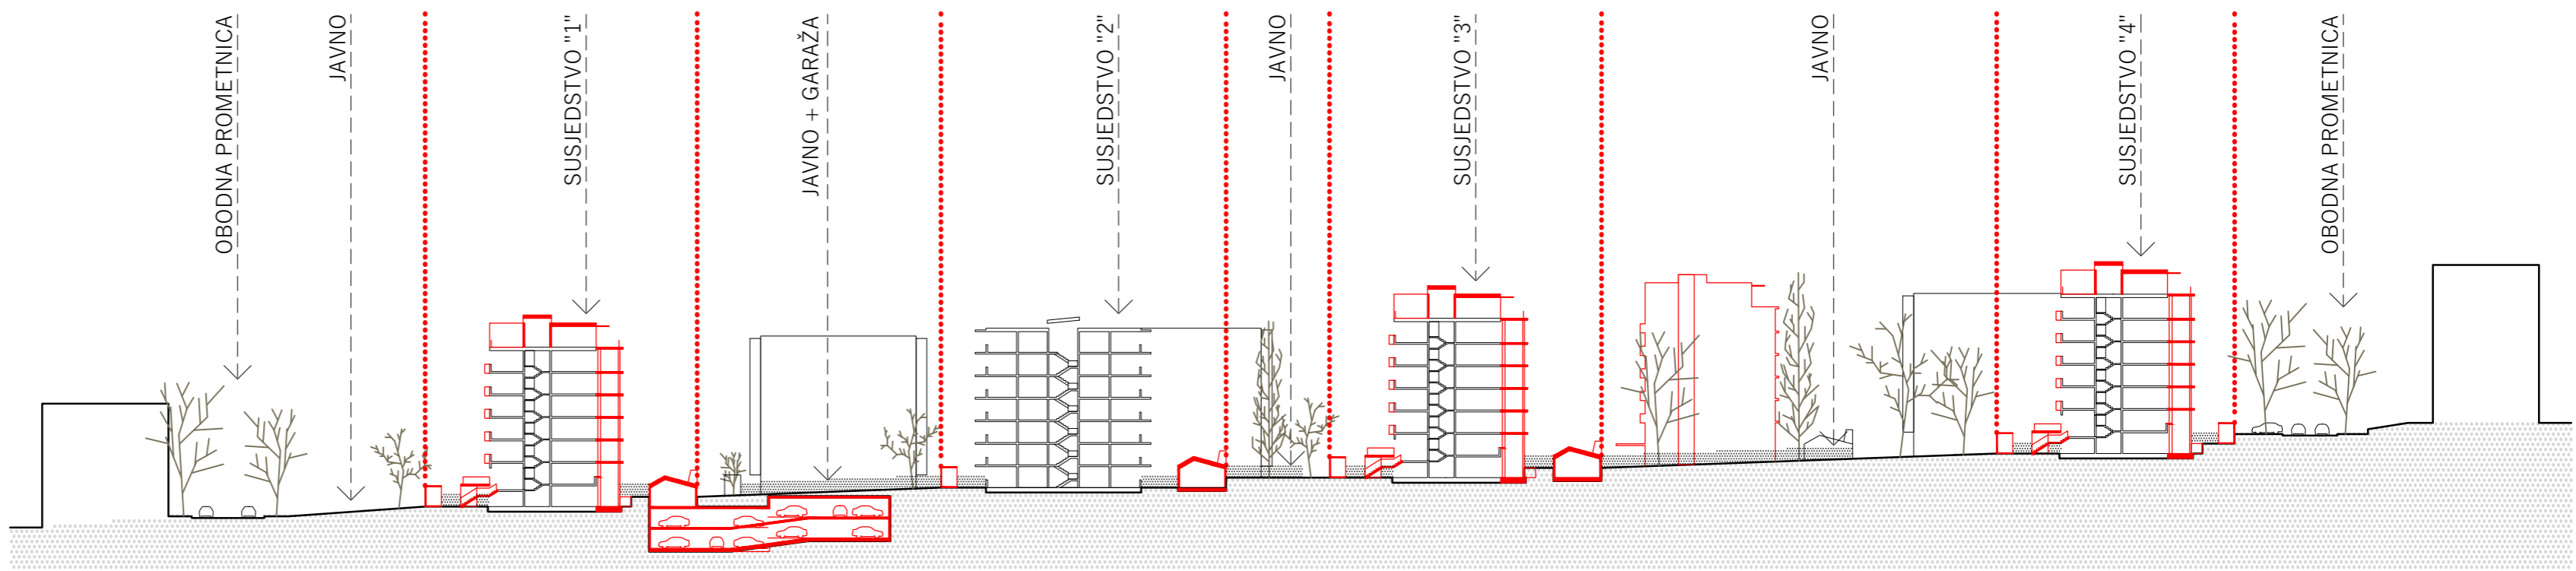 OBODNA PROMETNICA
JAVNO
SUSJEDSTVO "1"
JAVNO + GARAŽA
SUSJEDSTVO "2"
JAVNO
SUSJEDSTVO "3"
JAVNO
SUSJEDSTVO "4"
OBODNA PROMETNICA